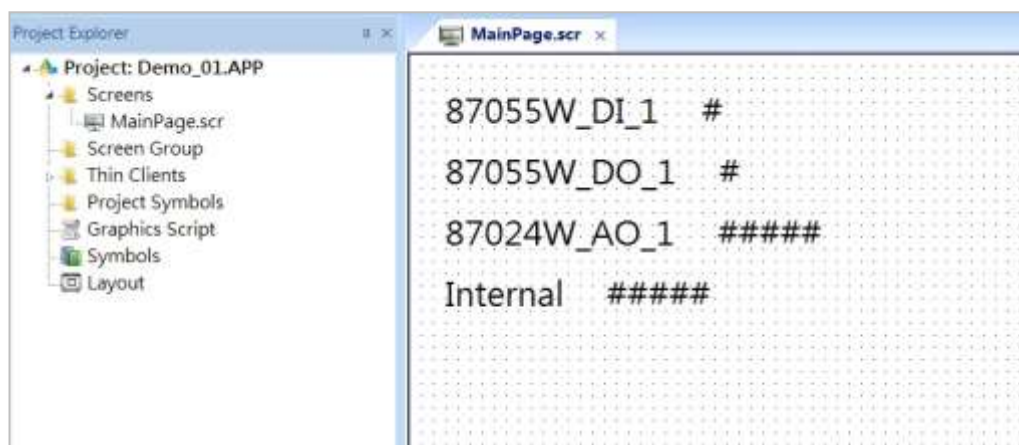 Project Explorer
Project: Demo_01.APP
Screens
MainPage.scr
Screen Group
Thin Clients
Project Symbols
Graphics Script
Symbols
Layout
MainPage.scr
87055W_DI_1 #
87055W_DO_1 #
87024W_AO_1 #####
Internal #####